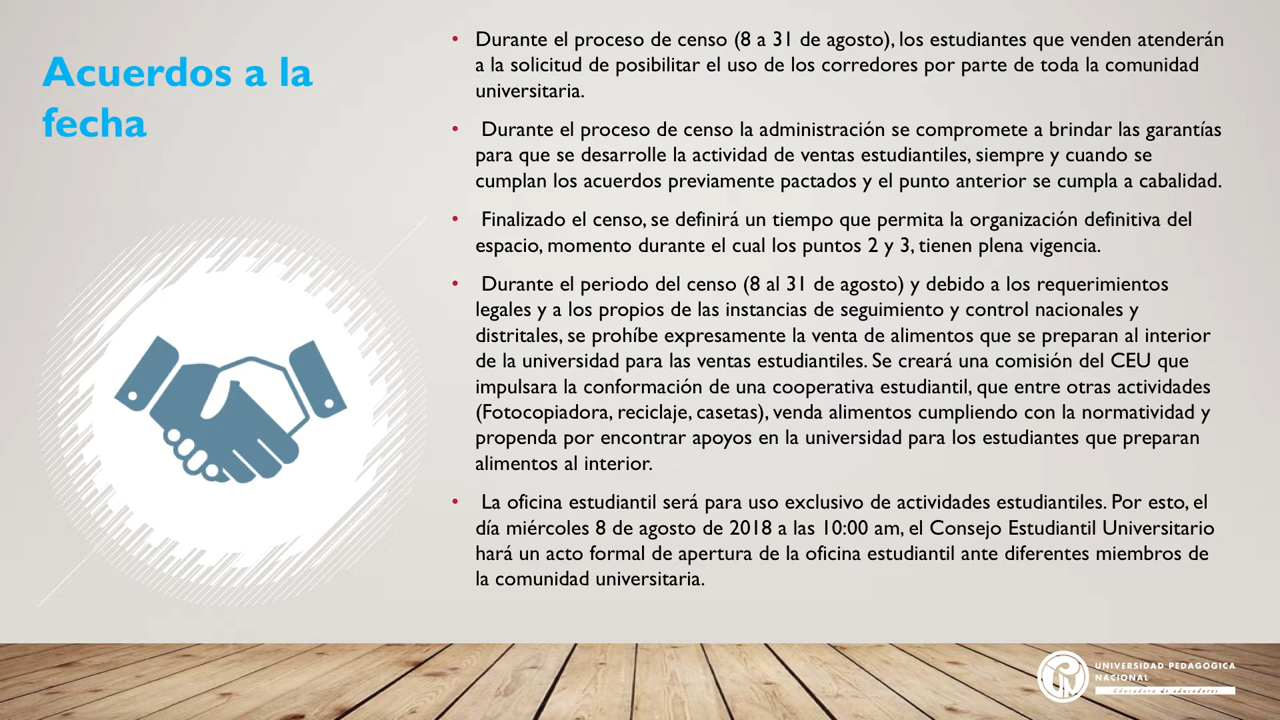 Acuerdos a la
fecha
• Durante el proceso de censo (8 a 31 de agosto), los estudiantes que venden atenderán
a la solicitud de posibilitar el uso de los corredores por parte de toda la comunidad
universitaria.
• Durante el proceso de censo la administración se compromete a brindar las garantías
para que se desarrolle la actividad de ventas estudiantiles, siempre y cuando se
cumplan los acuerdos previamente pactados y el punto anterior se cumpla a cabalidad.
• Finalizado el censo, se definirá un tiempo que permita la organización definitiva del
espacio, momento durante el cual los puntos 2 y 3, tienen plena vigencia.
• Durante el periodo del censo (8 al 31 de agosto) y debido a los requerimientos
legales y a los propios de las instancias de seguimiento y control nacionales y
distritales, se prohíbe expresamente la venta de alimentos que se preparan al interior
de la universidad para las ventas estudiantiles. Se creará una comisión del CEU que
impulsara la conformación de una cooperativa estudiantil, que entre otras actividades
(Fotocopiadora, reciclaje, casetas), venda alimentos cumpliendo con la normatividad y
propenda por encontrar apoyos en la universidad para los estudiantes que preparan
alimentos al interior.
• La oficina estudiantil será para uso exclusivo de actividades estudiantiles. Por esto, el
día miércoles 8 de agosto de 2018 a las 10:00 am, el Consejo Estudiantil Universitario
hará un acto formal de apertura de la oficina estudiantil ante diferentes miembros de
la comunidad universitaria.
UNIVERSIDAD PEDAGOGICA
NACIONAL
Educadora de educadores